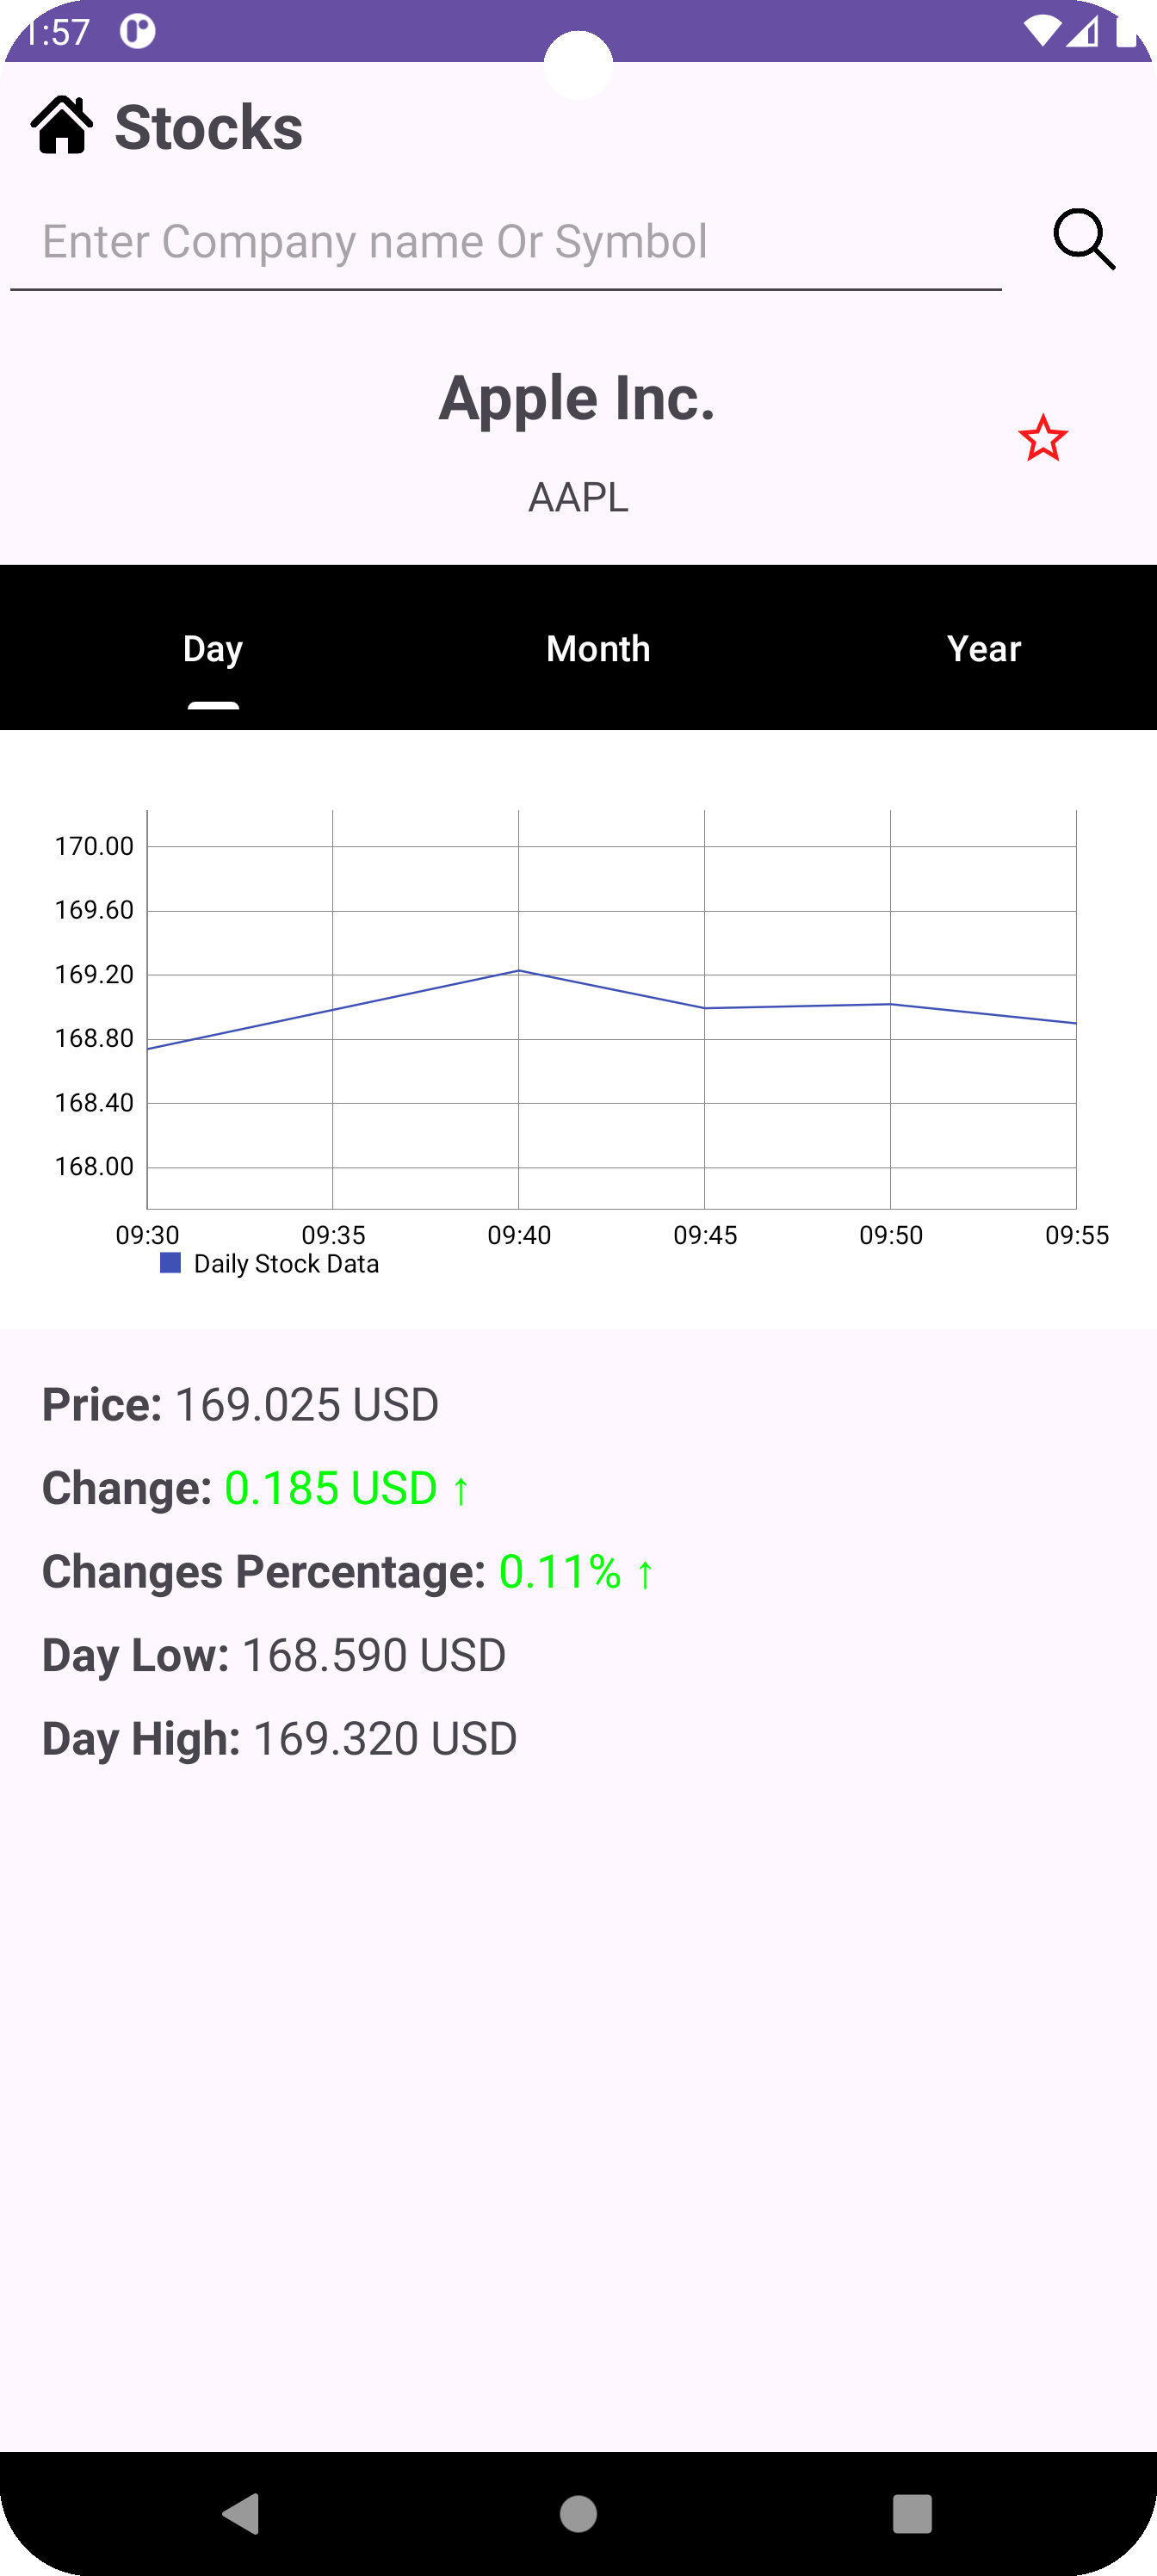 1:57
Stocks
Enter Company name Or Symbol
Apple Inc.
AAPL
Day Month Year
170.00
169.60
169.20
168.80
168.40
168.00
09:30 09:35 09:40 09:45 09:50 09:55
Daily Stock Data
Price: 169.025 USD
Change: 0.185 USD ↑
Changes Percentage: 0.11% ↑
Day Low: 168.590 USD
Day High: 169.320 USD